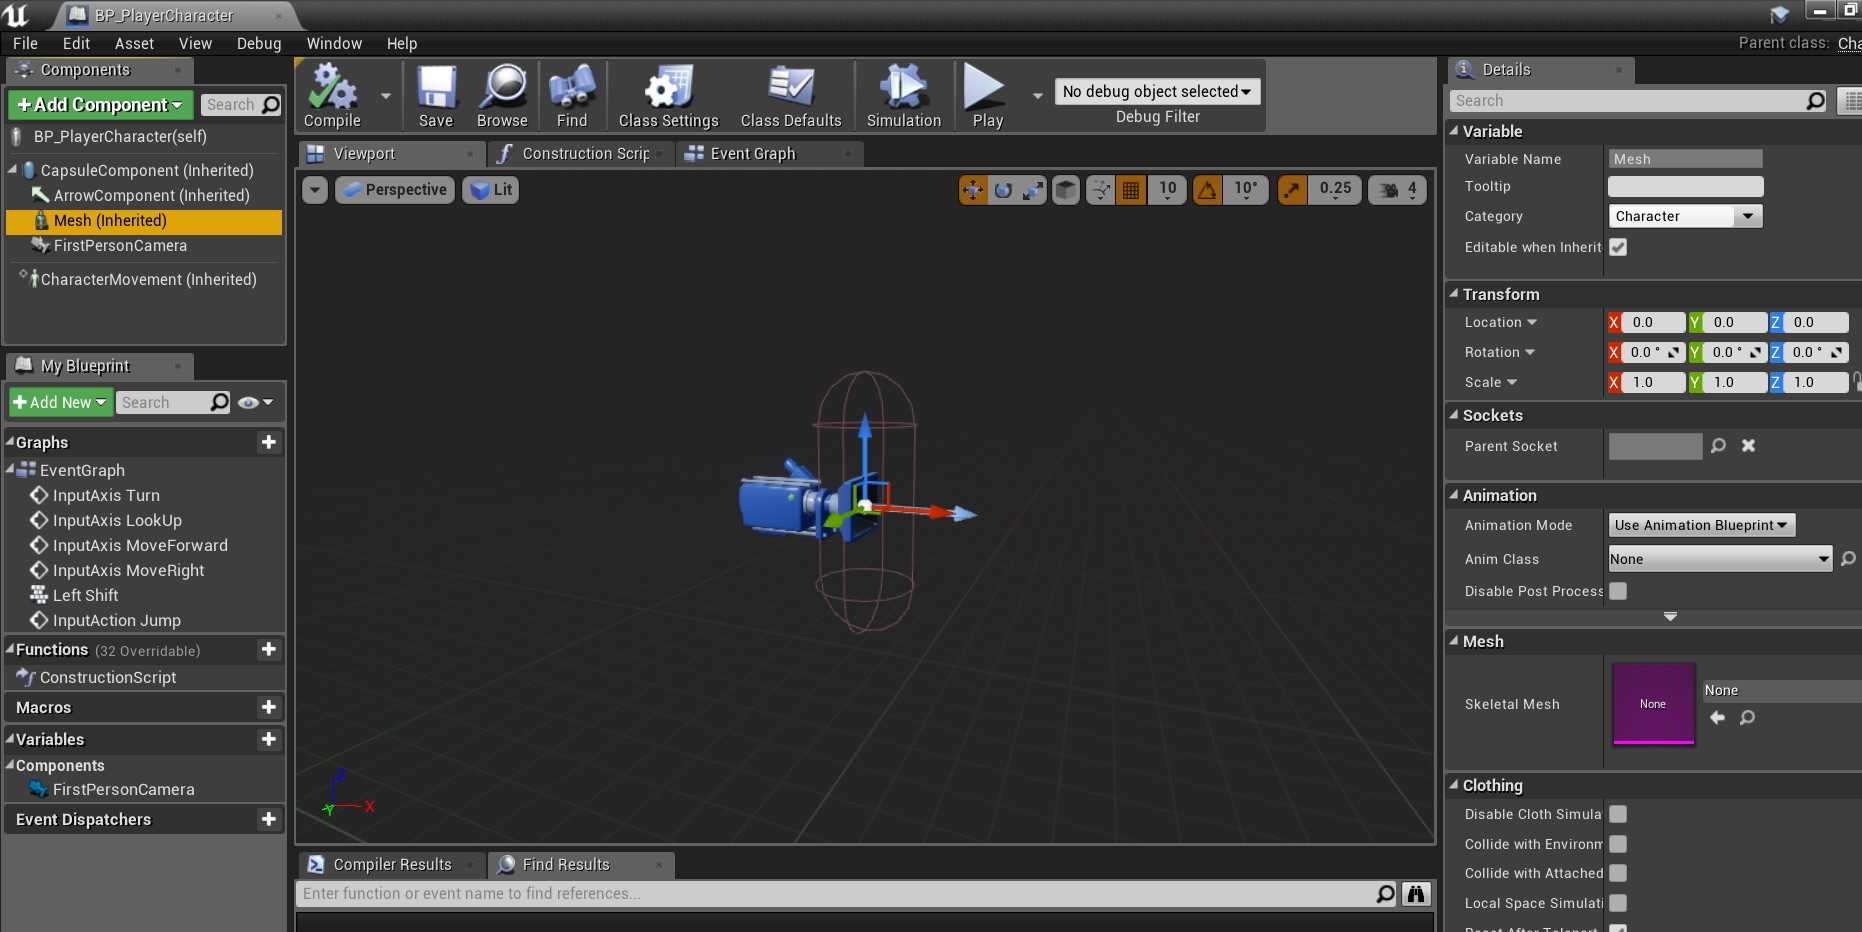 BP_PlayerCharacter
File Edit Asset View Debug Window Help
Parent class:
Components
Add Component
Search
BP_PlayerCharacter(self)
CapsuleComponent (Inherited)
ArrowComponent (Inherited)
Mesh (Inherited)
FirstPersonCamera
CharacterMovement (Inherited)
My Blueprint
Add New
Search
Graphs
EventGraph
InputAxis Turn
InputAxis LookUp
InputAxis MoveForward
InputAxis MoveRight
Left Shift
InputAction Jump
Functions (32 Overridable)
ConstructionScript
Macros
Variables
Components
FirstPersonCamera
Event Dispatchers
Compile Save Browse Find Class Settings Class Defaults Simulation Play
No debug object selected
Debug Filter
Viewport Construction Scrip Event Graph
Perspective Lit
10 10° 0.25 4
Z
Y X
Compiler Results Find Results
Enter function or event name to find references...
Details
Search
Variable
Variable Name Mesh
Tooltip
Category Character
Editable when Inherit
Transform
Location X 0.0 Y 0.0 Z 0.0
Rotation X 0.0 ° Y 0.0 ° Z 0.0 °
Scale X 1.0 Y 1.0 Z 1.0
Sockets
Parent Socket
Animation
Animation Mode Use Animation Blueprint
Anim Class None
Disable Post Process
Mesh
Skeletal Mesh None None
Clothing
Disable Cloth Simula
Collide with Environm
Collide with Attached
Local Space Simulati